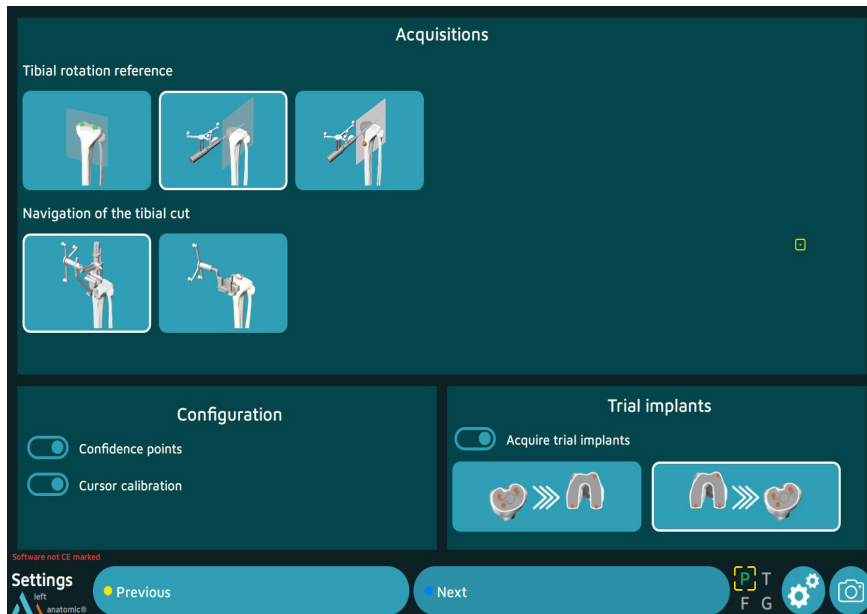 Acquisitions
Tibial rotation reference
Navigation of the tibial cut
Configuration
Confidence points
Cursor calibration
Trial implants
Acquire trial implants
Software not CE marked
Settings
left
anatomic®
Previous
Next
P T
F G